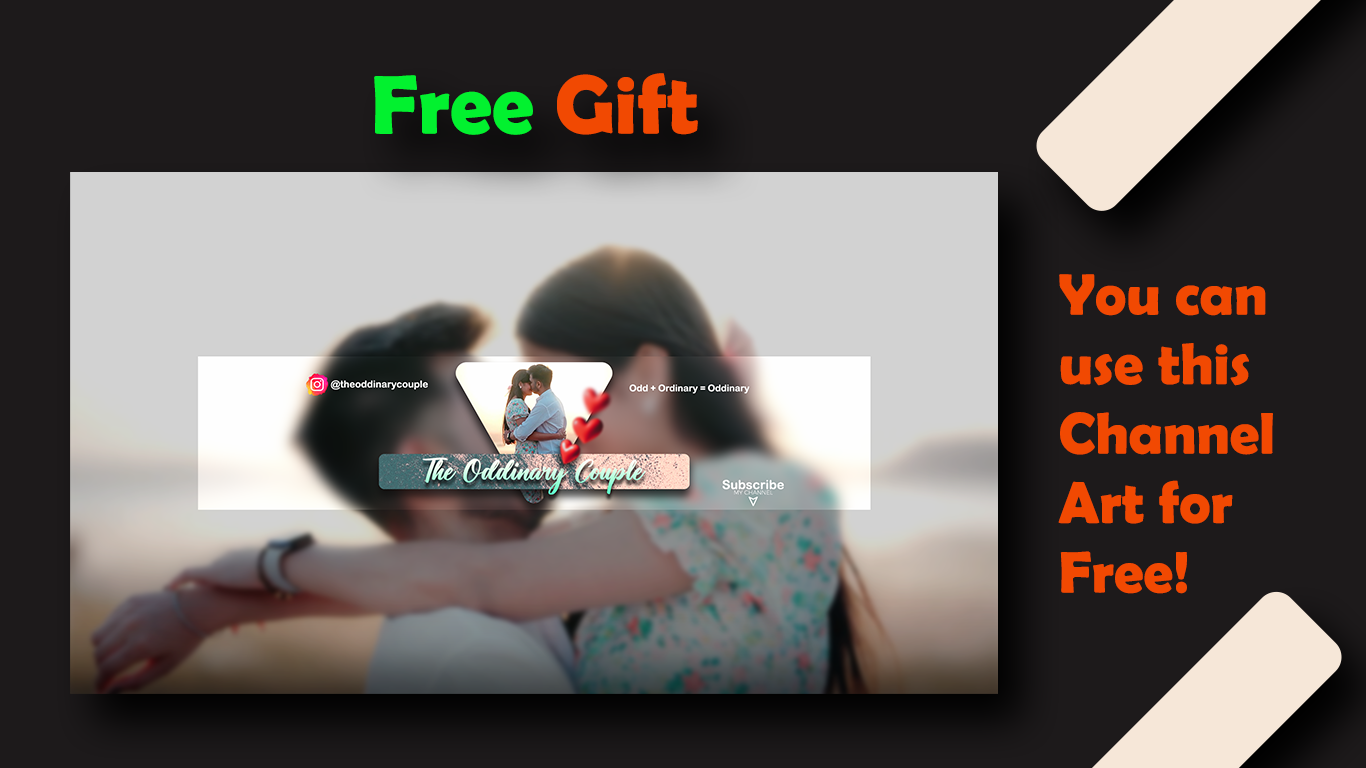 Free Gift
@theoddinarycouple
Odd + Ordinary = Oddinary
The Oddinary Couple
Subscribe
MY CHANNEL
You can
use this
Channel
Art for
Free!